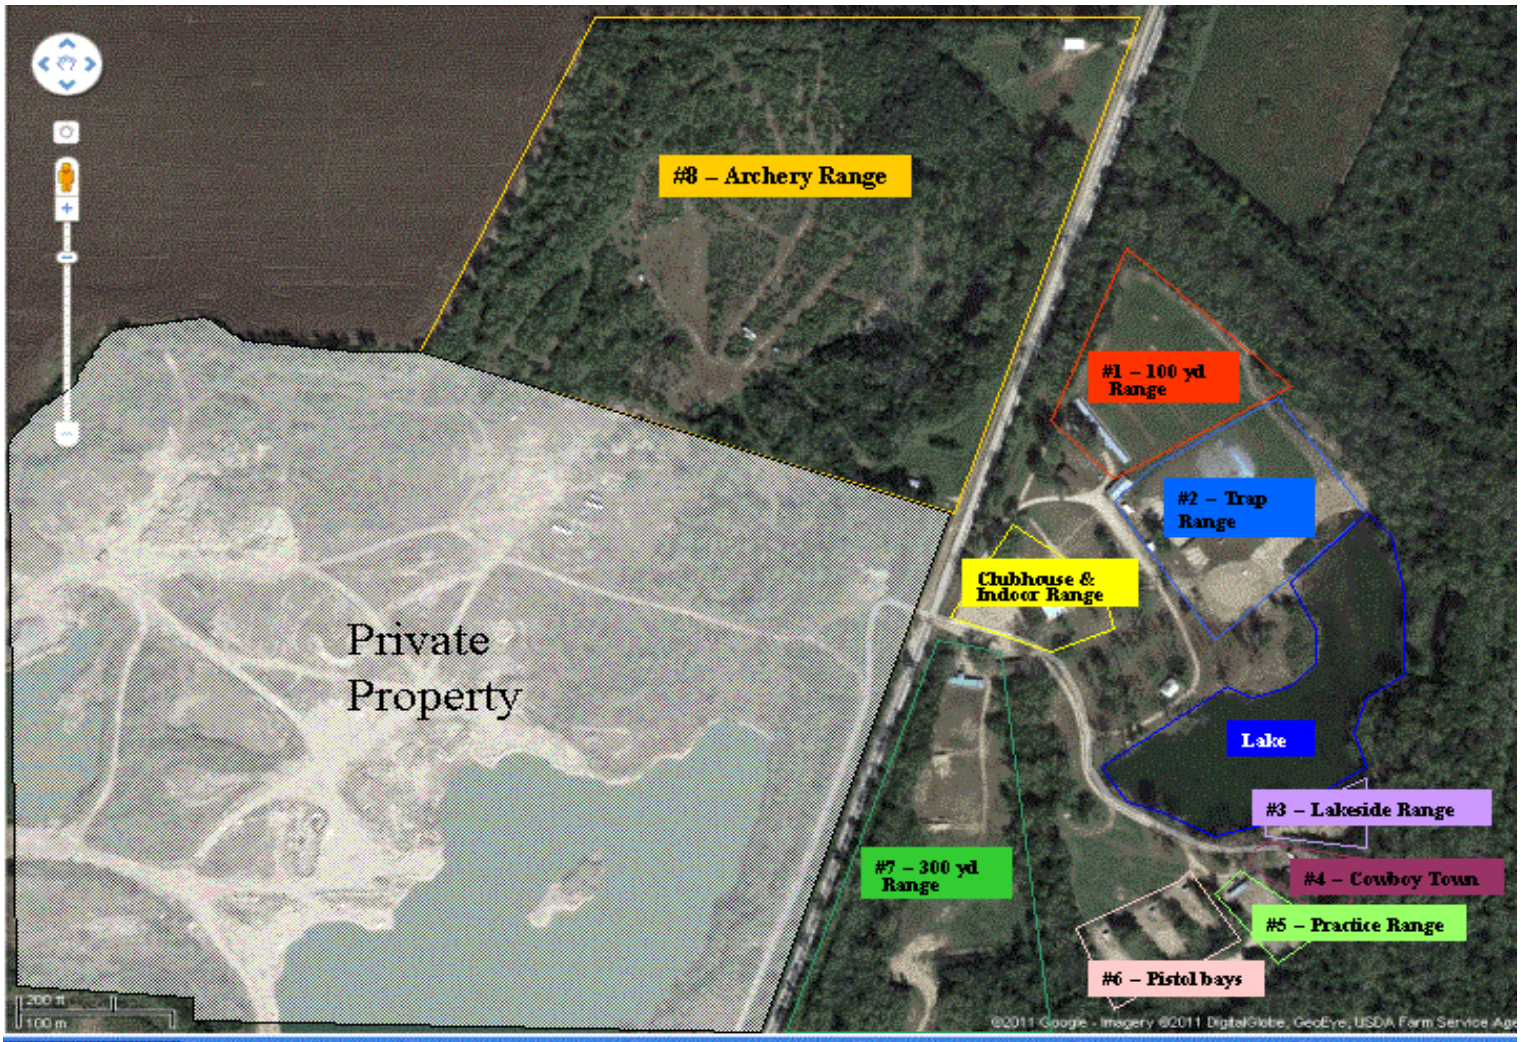 #8 – Archery Range
#1 – 100 yd
Range
#2 – Trap
Range
Clubhouse &
Indoor Range
Private
Property
Lake
#3 – Lakeside Range
#7 – 300 yd
Range
#4 – Cowboy Town
#5 – Practice Range
#6 – Pistol bays
200 ft
100 m
©2011 Google - Imagery ©2011 DigitalGlobe, GeoEye, USDA Farm Service Age